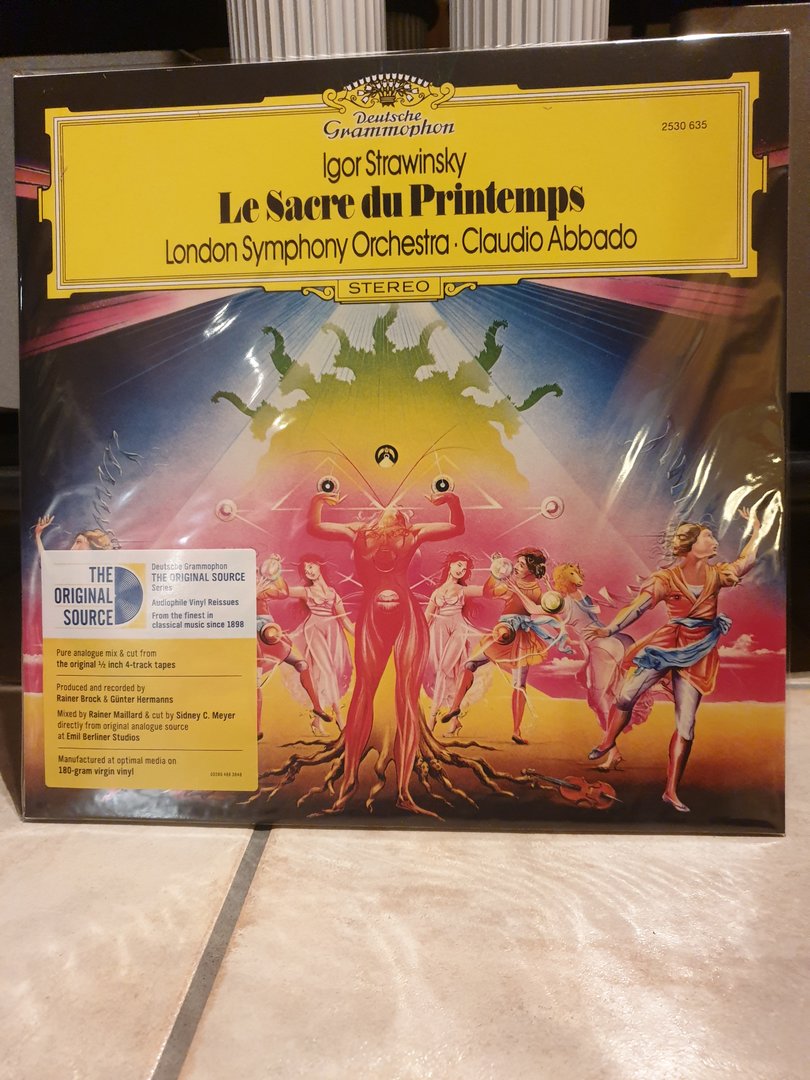 Deutsche
Grammophon
2530 635
Igor Strawinsky
Le Sacre du Printemps
London Symphony Orchestra · Claudio Abbado
STEREO
THE
ORIGINAL
SOURCE
Deutsche Grammophon
THE ORIGINAL SOURCE
Series
Audiophile Vinyl Reissues
From the finest in
classical music since 1898
Pure analogue mix & cut from
the original ½ inch 4-track tapes
Produced and recorded by
Rainer Brock & Günter Hermanns
Mixed by Rainer Maillard & cut by Sidney C. Meyer
directly from original analogue source
at Emil Berliner Studios
Manufactured at optimal media on
180-gram virgin vinyl